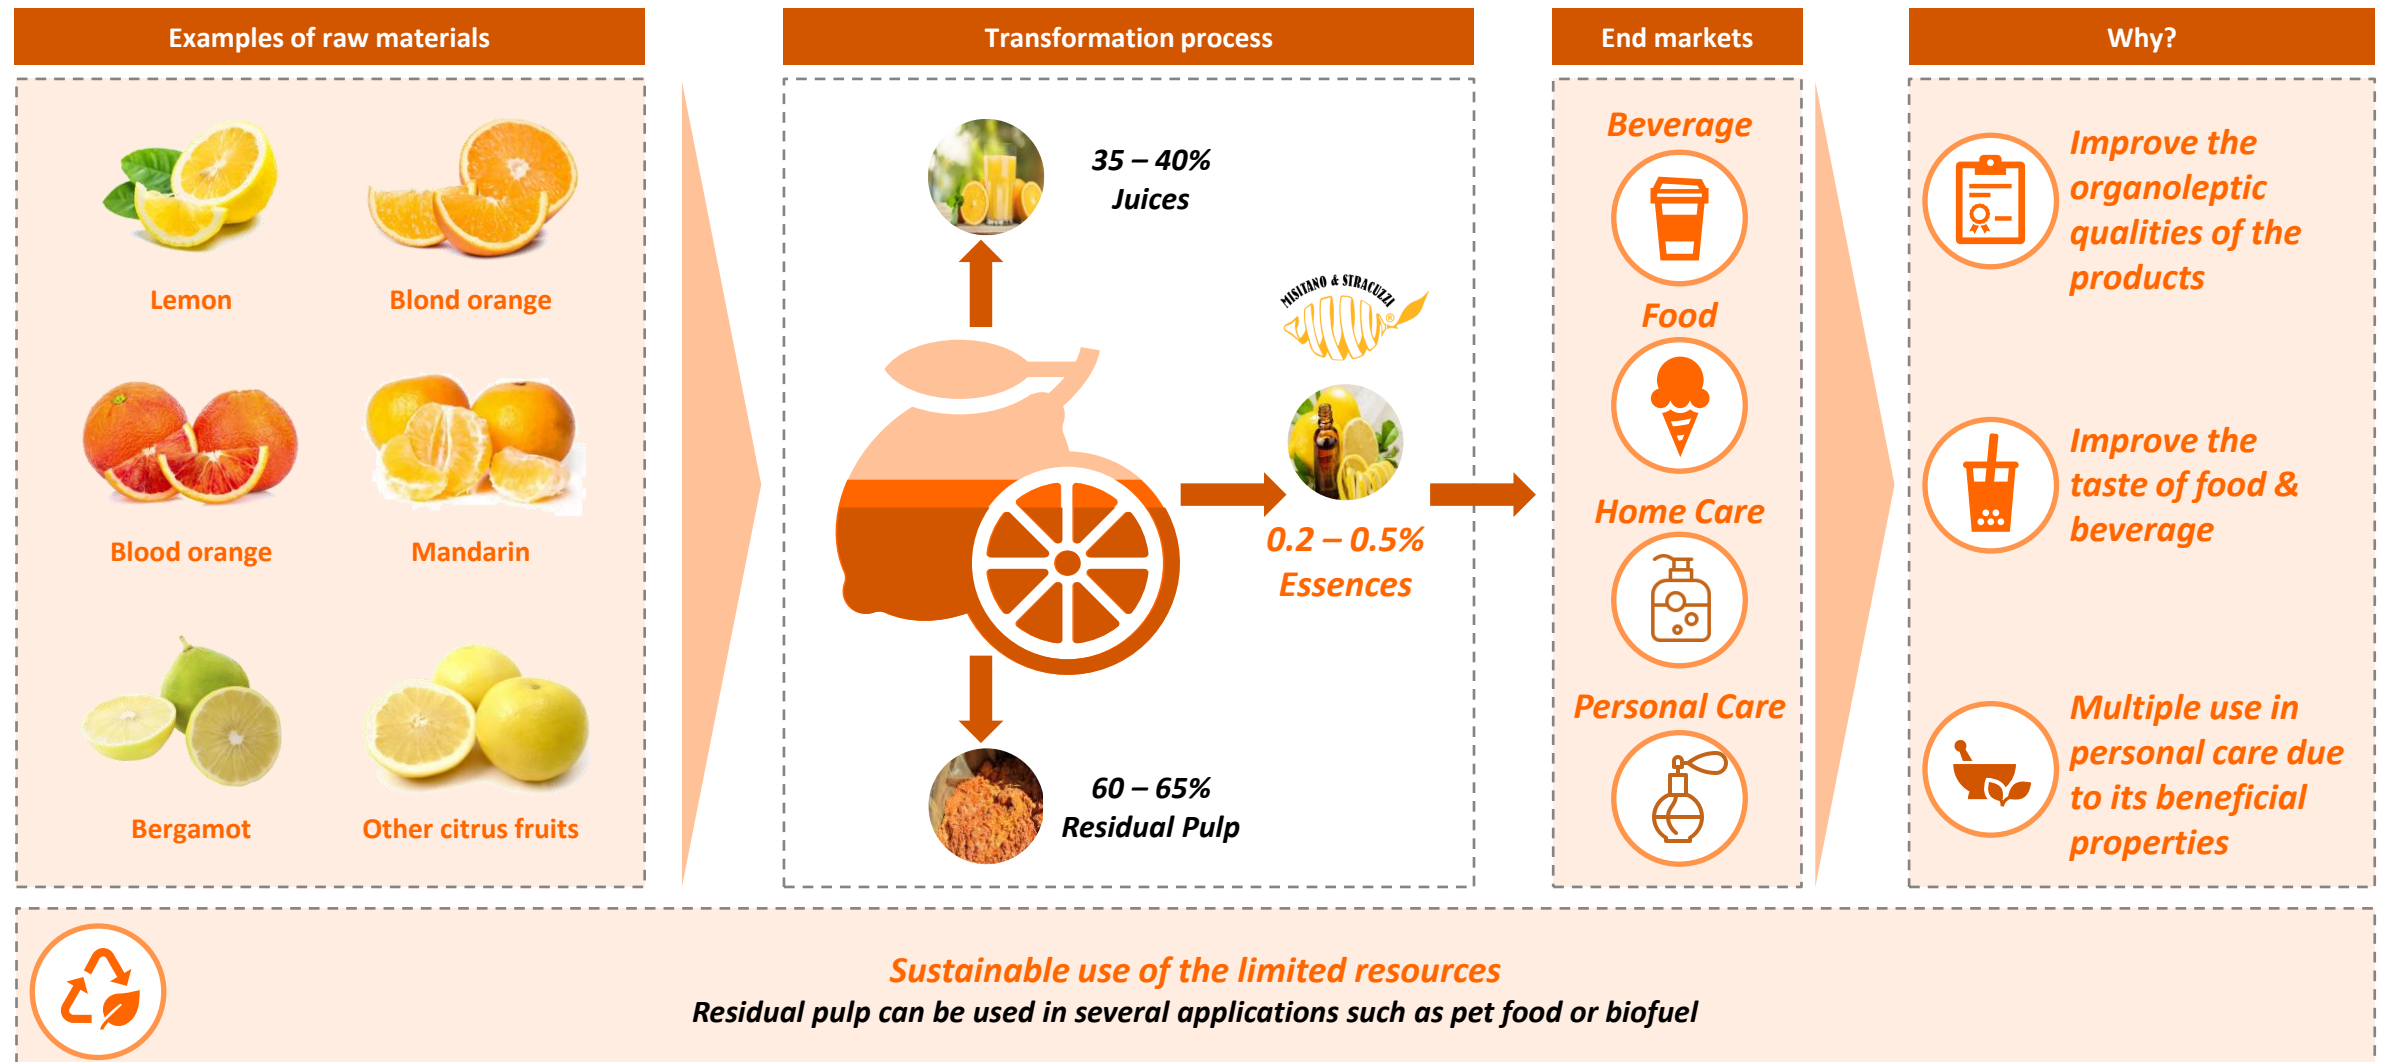 Examples of raw materials
Lemon
Blond orange
Blood orange
Mandarin
Bergamot
Other citrus fruits
Transformation process
35 – 40%
Juices
MISITANO & STRACUZZI
®
0.2 – 0.5%
Essences
60 – 65%
Residual Pulp
End markets
Beverage
Food
Home Care
Personal Care
Why?
Improve the
organoleptic
qualities of the
products
Improve the
taste of food &
beverage
Multiple use in
personal care due
to its beneficial
properties
Sustainable use of the limited resources
Residual pulp can be used in several applications such as pet food or biofuel